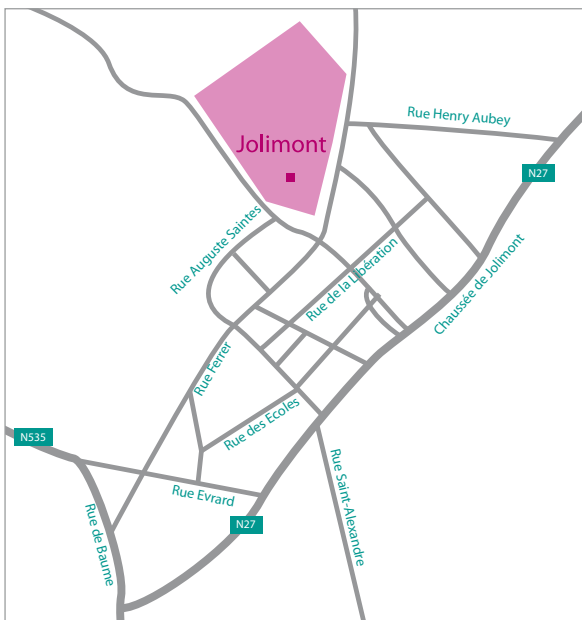 Rue Henry Aubey
Jolimont
N27
Rue Auguste Saintes
Rue de la Libération
Chaussée de Jolimont
Rue Ferrer
Rue des Ecoles
N535
Rue Evrard
Rue Saint-Alexandre
N27
Rue de Baume